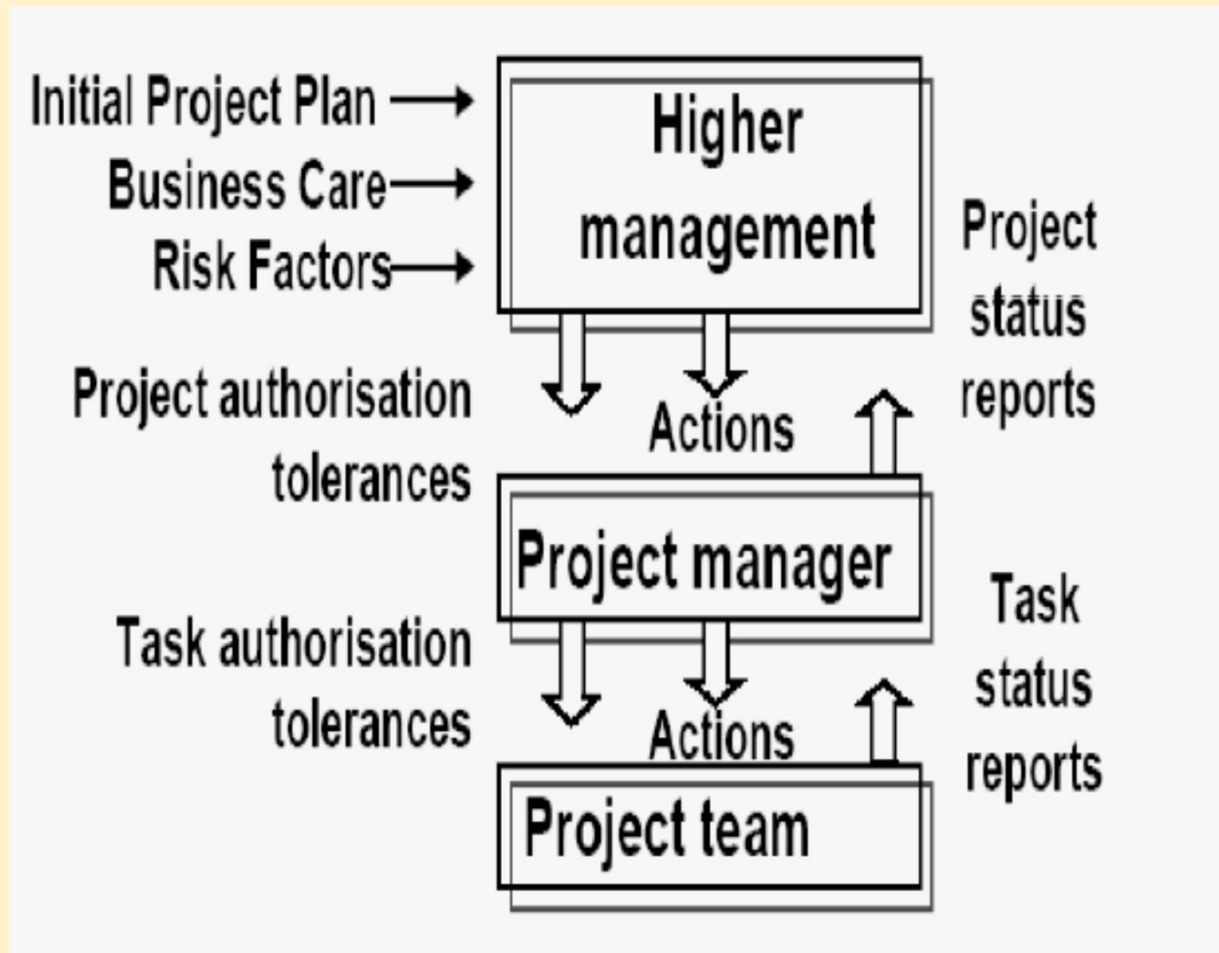 Initial Project Plan
Business Care
Risk Factors
Higher
management
Project
status
reports
Project authorisation
tolerances
Actions
Project manager
Task authorisation
tolerances
Actions
Task
status
reports
Project team